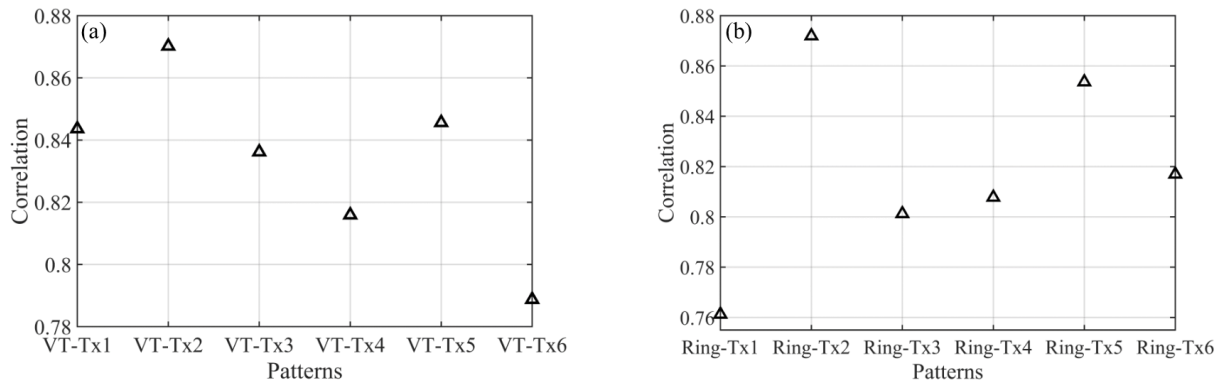 (a)
0.88
0.86
0.84
0.82
0.8
0.78
Correlation
VT-Tx1 VT-Tx2 VT-Tx3 VT-Tx4 VT-Tx5 VT-Tx6
Patterns
(b)
0.88
0.86
0.84
0.82
0.8
0.78
0.76
Correlation
Ring-Tx1 Ring-Tx2 Ring-Tx3 Ring-Tx4 Ring-Tx5 Ring-Tx6
Patterns